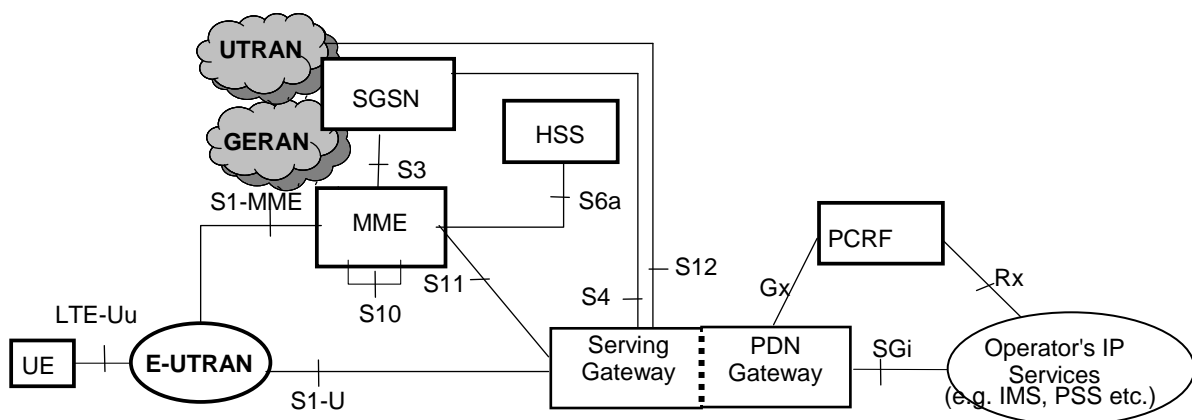 UTRAN
SGSN
GERAN
HSS
S3
S1-MME
S6a
MME
PCRF
S12
S11
Gx
Rx
S4
S10
LTE-Uu
UE
E-UTRAN
Serving
Gateway
PDN
Gateway
SGi
Operator's IP
Services
(e.g. IMS, PSS etc.)
S1-U